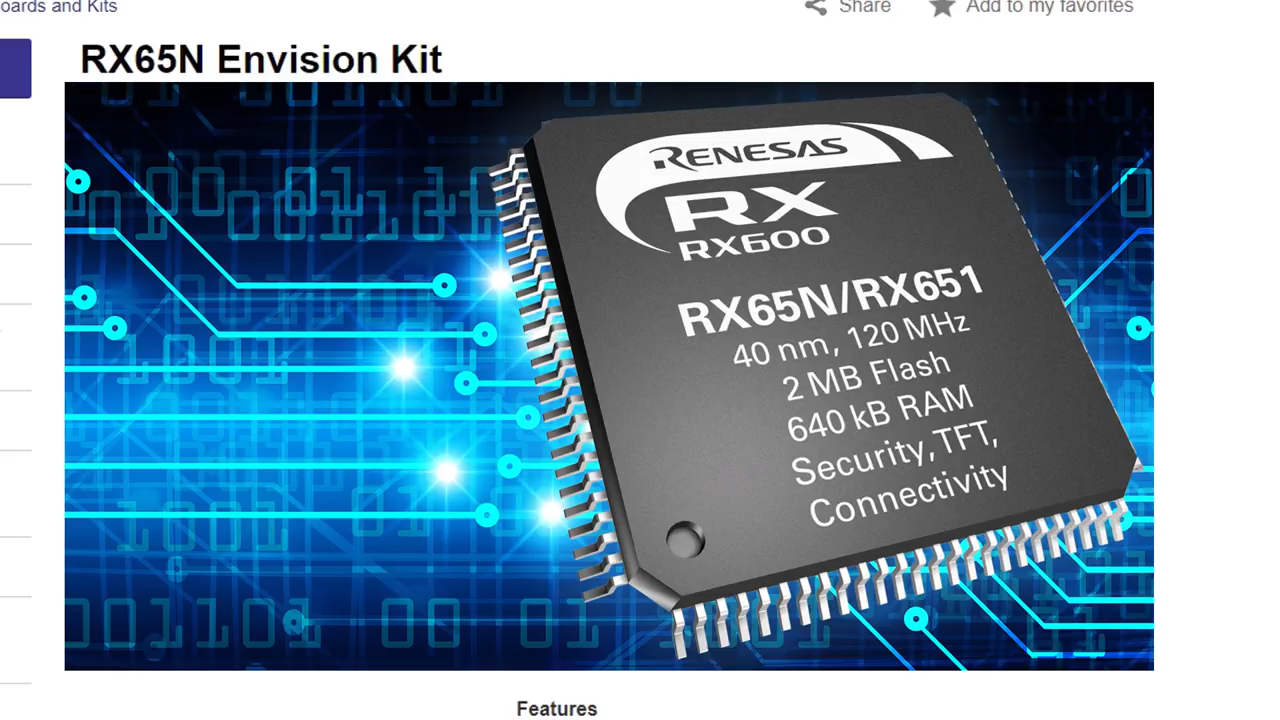 oards and Kits
Share
Add to my favorites
RX65N Envision Kit
RENESAS
RX
RX600
RX65N/RX651
40 nm, 120 MHz
2 MB Flash
640 kB RAM
Security, TFT,
Connectivity
Features